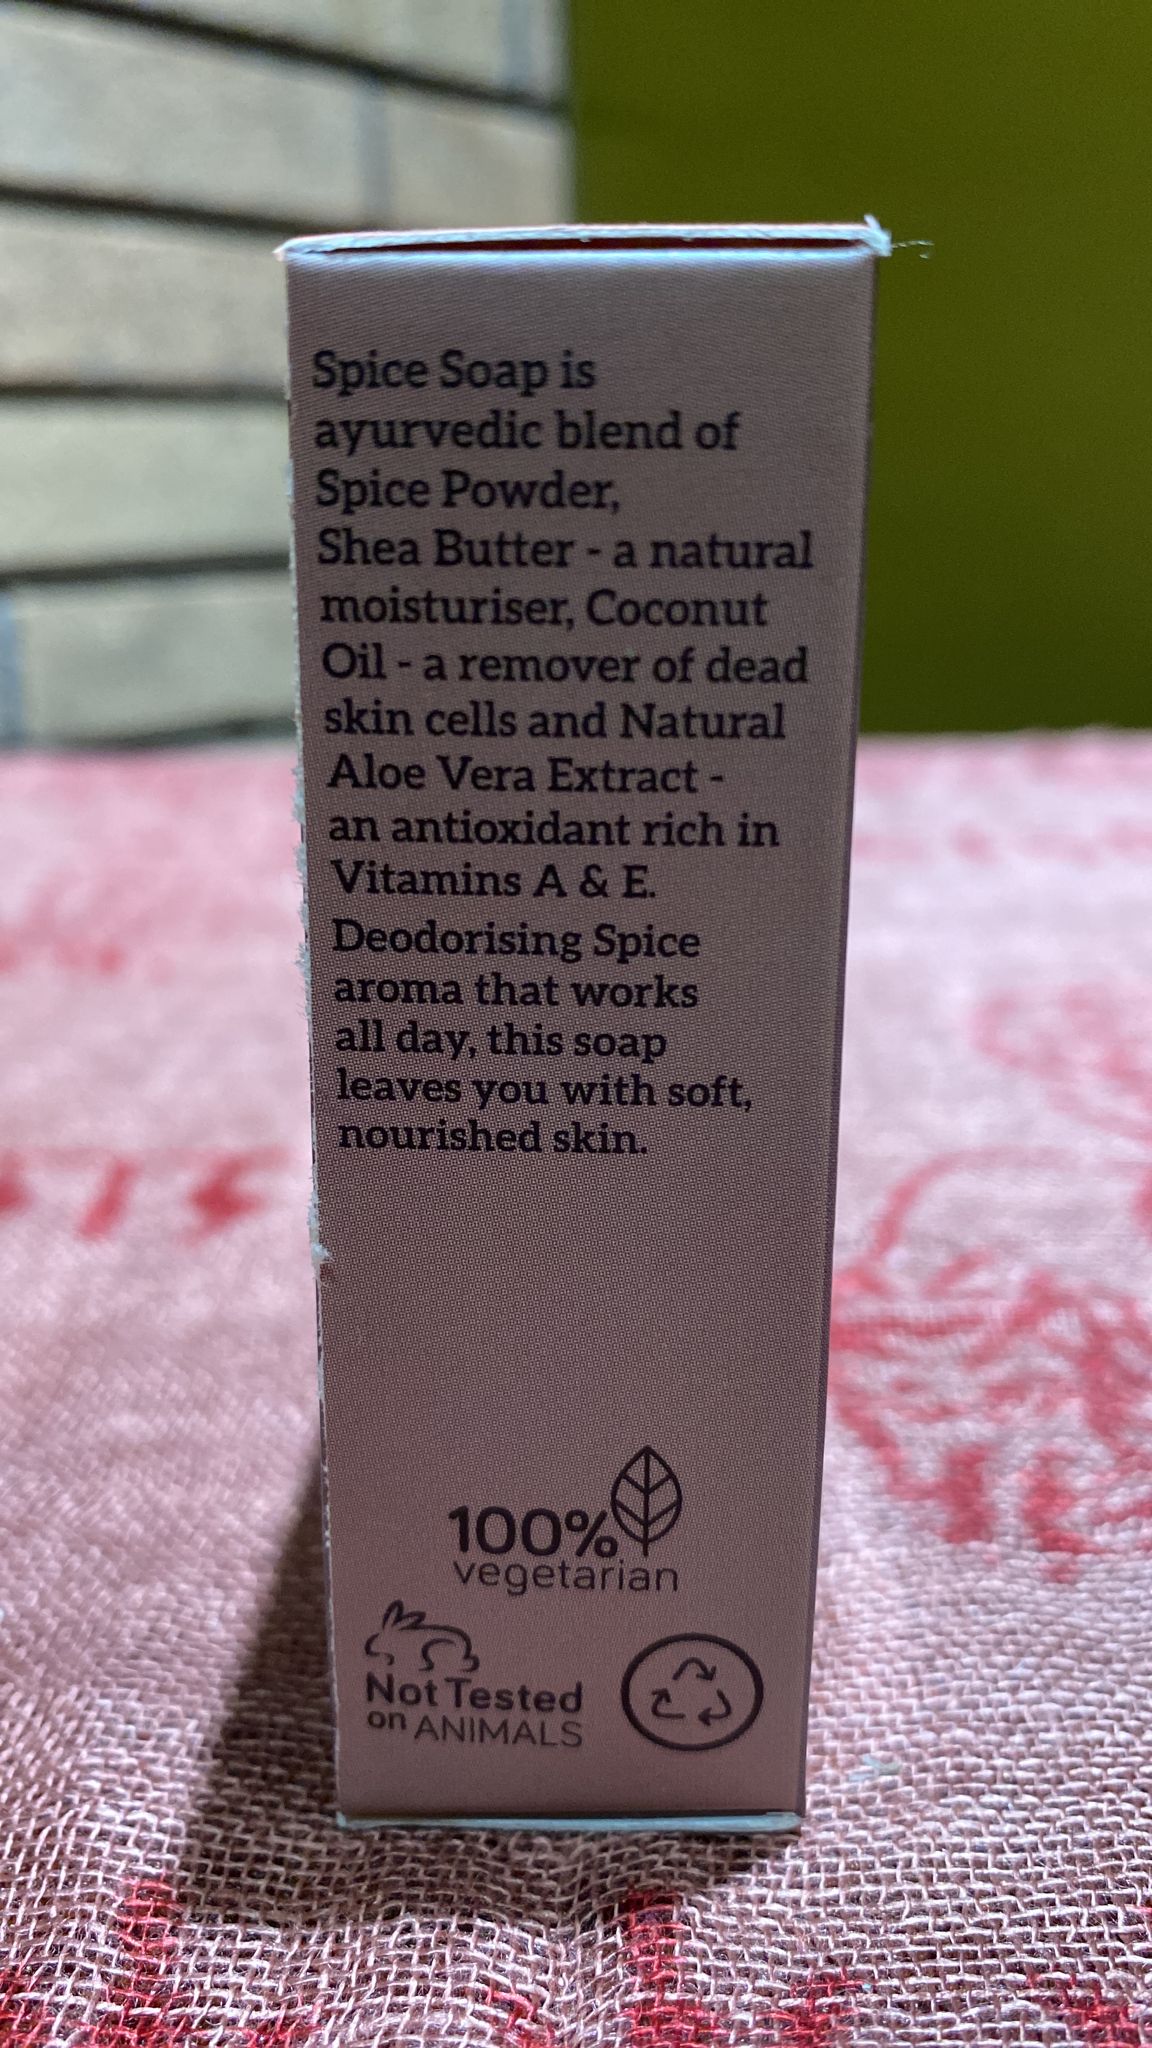 Spice Soap is
ayurvedic blend of
Spice Powder,
Shea Butter - a natural
moisturiser, Coconut
Oil - a remover of dead
skin cells and Natural
Aloe Vera Extract -
an antioxidant rich in
Vitamins A & E.
Deodorising Spice
aroma that works
all day, this soap
leaves you with soft,
nourished skin.
100%
vegetarian
Not Tested
on ANIMALS